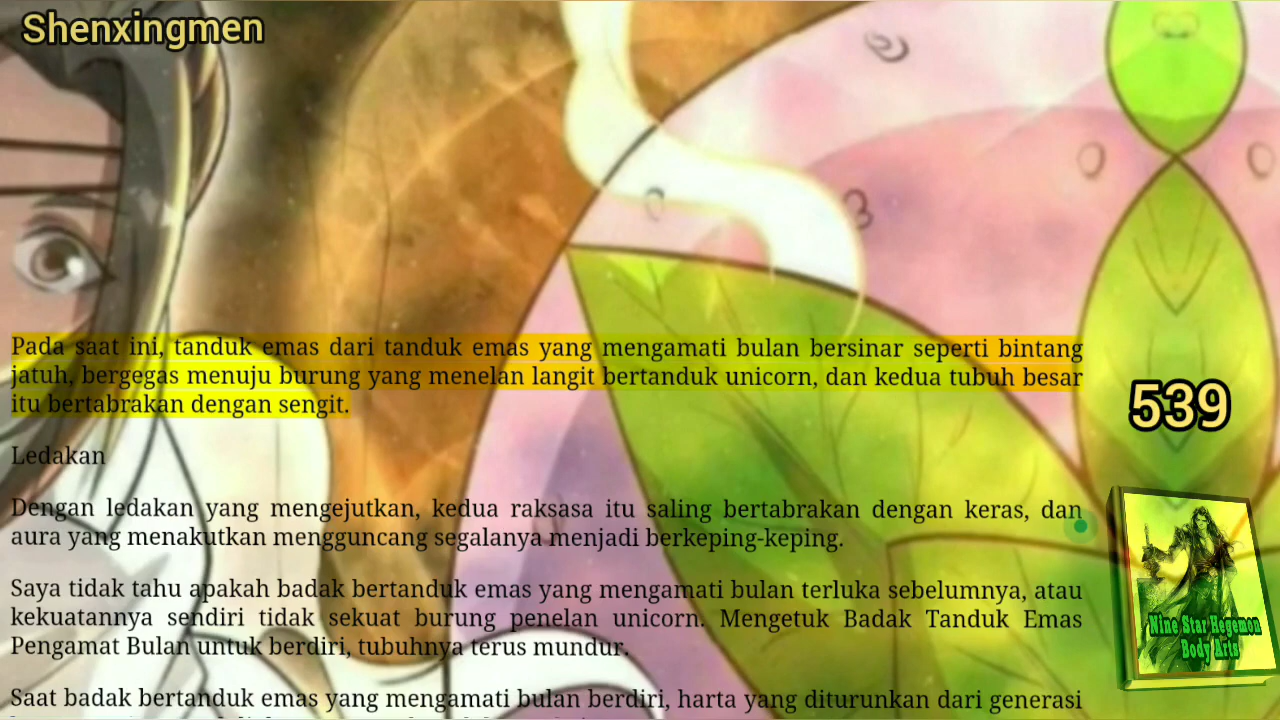 Shenxingmen
Pada saat ini, tanduk emas dari tanduk emas yang mengamati bulan bersinar seperti bintang
jatuh, bergegas menuju burung yang menelan langit bertanduk unicorn, dan kedua tubuh besar
itu bertabrakan dengan sengit.
Ledakan
Dengan ledakan yang mengejutkan, kedua raksasa itu saling bertabrakan dengan keras, dan
aura yang menakutkan mengguncang segalanya menjadi berkeping-keping.
Saya tidak tahu apakah badak bertanduk emas yang mengamati bulan terluka sebelumnya, atau
kekuatannya sendiri tidak sekuat burung penelan unicorn. Mengetuk Badak Tanduk Emas
Pengamat Bulan untuk berdiri, tubuhnya terus mundur.
Saat badak bertanduk emas yang mengamati bulan berdiri, harta yang diturunkan dari generasi
539
Nine Star Hegemon
Body Arts